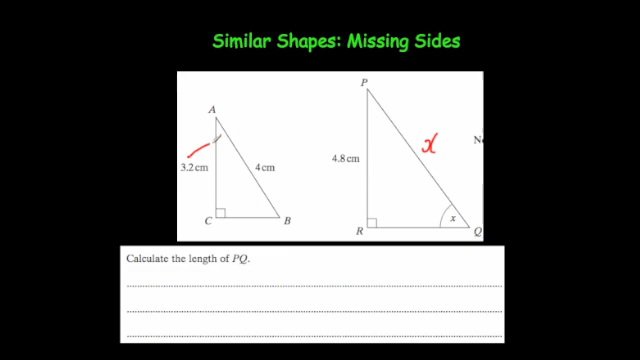 Similar Shapes: Missing Sides
P
A
x
4.8 cm
3.2 cm
4 cm
C
B
x
R
Q
Calculate the length of PQ.